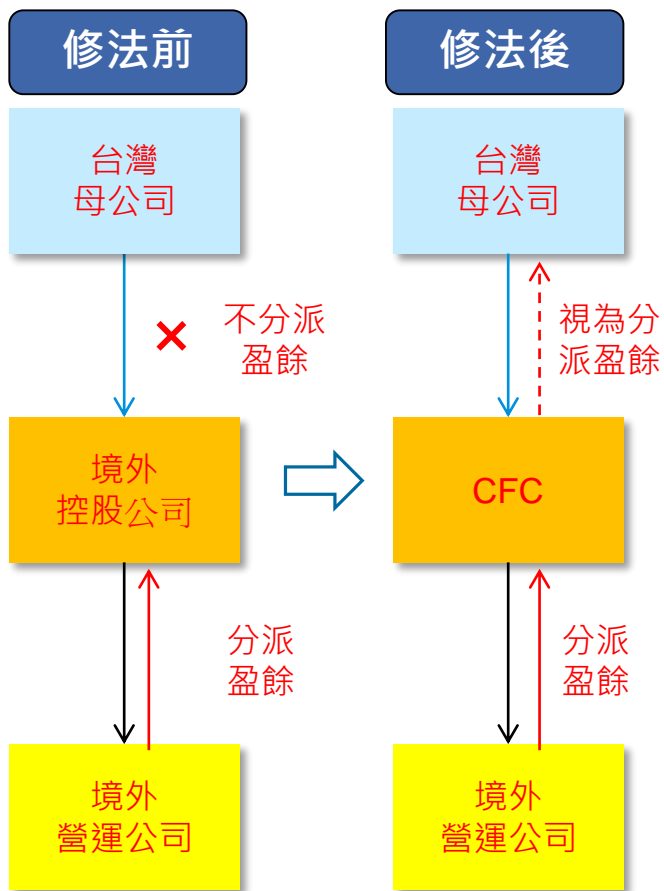 修法前
修法後
台灣
母公司
台灣
母公司
不分派
盈餘
視為分
派盈餘
境外
控股公司
CFC
分派
盈餘
分派
盈餘
境外
營運公司
境外
營運公司